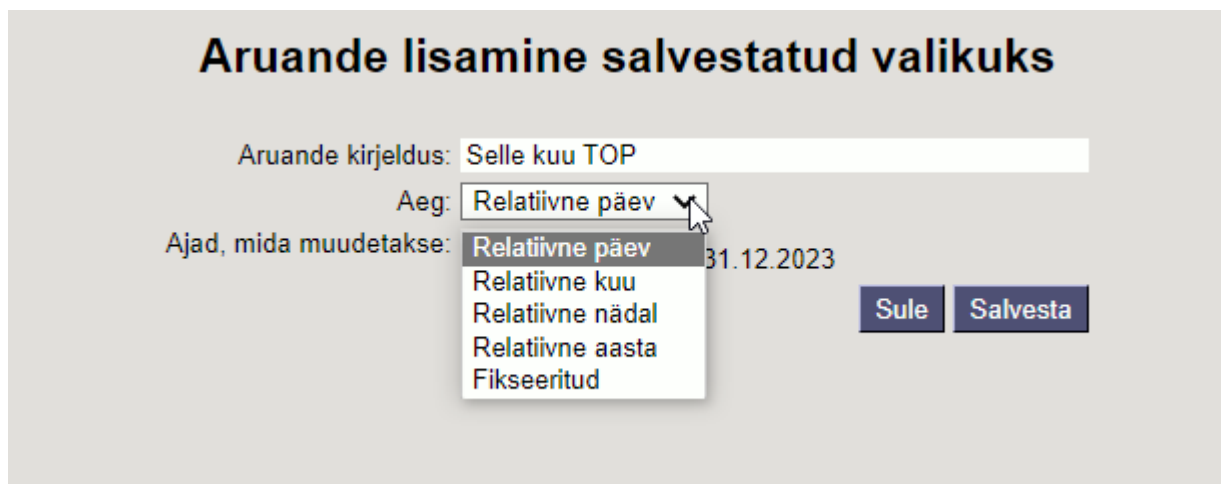 Aruande lisamine salvestatud valikuks
Aruande kirjeldus: Selle kuu TOP
Aeg: Relatiivne päev
Ajad, mida muudetakse:
Relatiivne päev
Relatiivne kuu
Relatiivne nädal
Relatiivne aasta
Fikseeritud
31.12.2023
Sule Salvesta